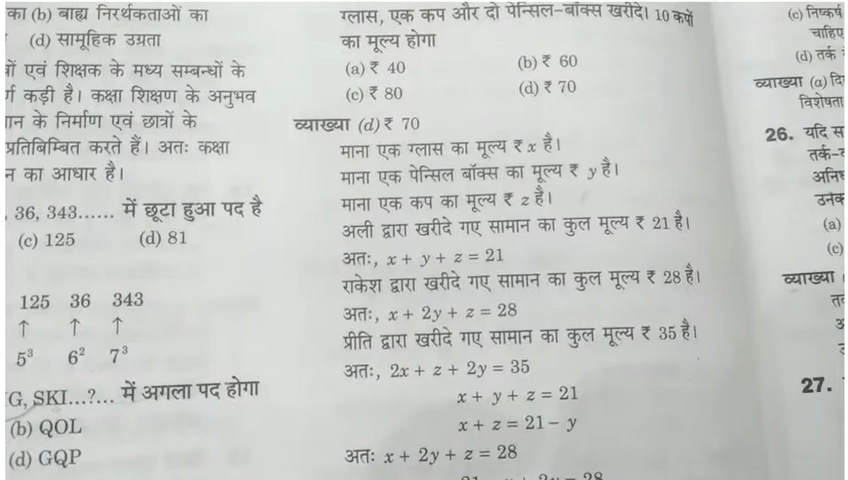 का (b) बाह्य निरर्थकताओं का
(d) सामूहिक उग्रता
एवं शिक्षक के मध्य सम्बन्धों के
कड़ी है। कक्षा शिक्षण के अनुभव
के निर्माण एवं छात्रों के
प्रतिबिम्बित करते हैं। अतः कक्षा
का आधार है।
, 36, 343...... में छूटा हुआ पद है
(c) 125 (d) 81
125 36 343
↑ ↑ ↑
5³ 6² 7³
G, SKI...?... में अगला पद होगा
(b) QOL
(d) GQP
ग्लास, एक कप और दो पेन्सिल-बॉक्स खरीदे। 10 कपों
का मूल्य होगा
(a) ₹ 40 (b) ₹ 60
(c) ₹ 80 (d) ₹ 70
व्याख्या (d) ₹ 70
माना एक ग्लास का मूल्य ₹ x है।
माना एक पेन्सिल बॉक्स का मूल्य ₹ y है।
माना एक कप का मूल्य ₹ z है।
अली द्वारा खरीदे गए सामान का कुल मूल्य ₹ 21 है।
अतः, x + y + z = 21
राकेश द्वारा खरीदे गए सामान का कुल मूल्य ₹ 28 है।
अतः, x + 2y + z = 28
प्रीति द्वारा खरीदे गए सामान का कुल मूल्य ₹ 35 है।
अतः, 2x + z + 2y = 35
x + y + z = 21
x + z = 21 – y
अतः x + 2y + z = 28
(c) निष्कर्ष
चाहिए
(d) तर्क
व्याख्या (a)
विशेषता
26. यदि
तर्क-
(a)
(c)
व्याख्या
27.